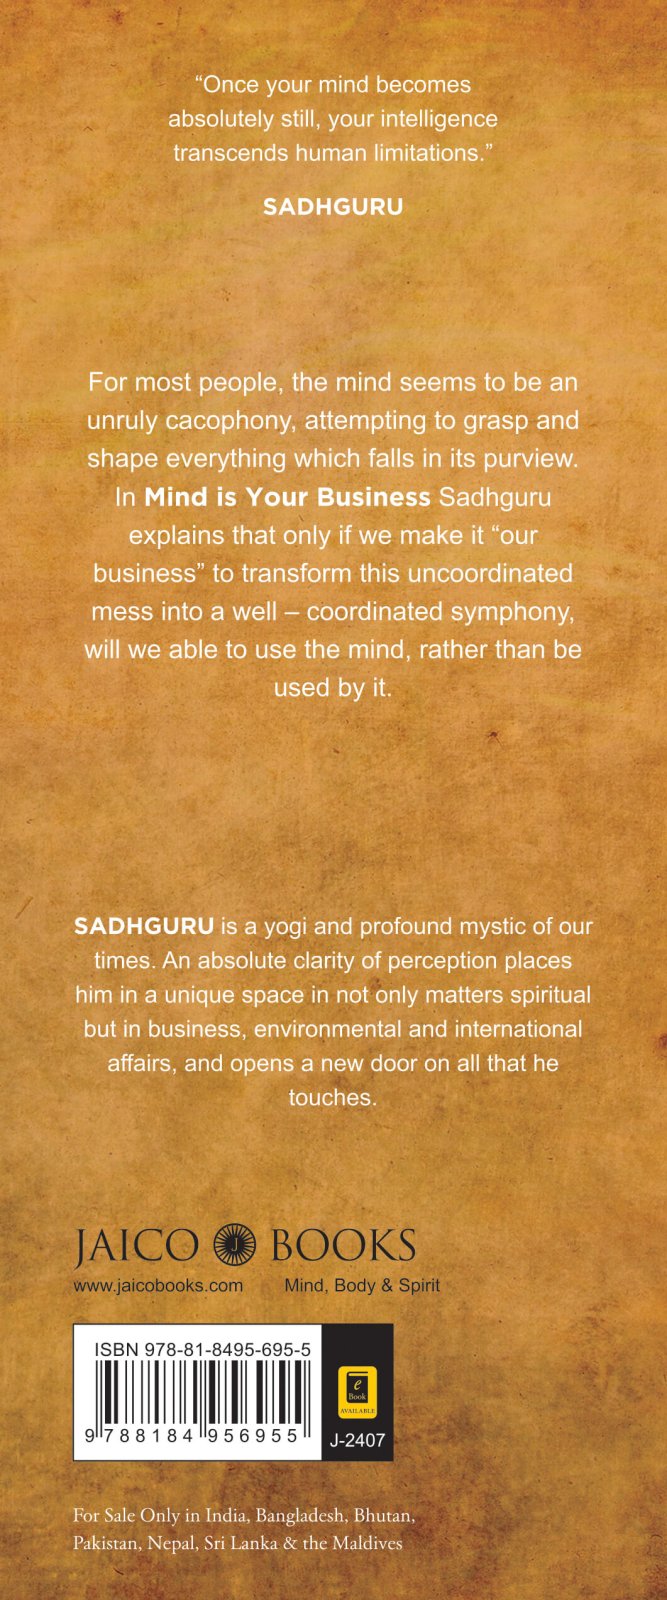 “Once your mind becomes
absolutely still, your intelligence
transcends human limitations.”
SADHGURU
For most people, the mind seems to be an
unruly cacophony, attempting to grasp and
shape everything which falls in its purview.
In Mind is Your Business Sadhguru
explains that only if we make it “our
business” to transform this uncoordinated
mess into a well – coordinated symphony,
will we able to use the mind, rather than be
used by it.
SADHGURU is a yogi and profound mystic of our
times. An absolute clarity of perception places
him in a unique space in not only matters spiritual
but in business, environmental and international
affairs, and opens a new door on all that he
touches.
JAICO J BOOKS
www.jaicobooks.com Mind, Body & Spirit
ISBN 978-81-8495-695-5
9 788184 956955
e
Book
AVAILABLE
J-2407
For Sale Only in India, Bangladesh, Bhutan,
Pakistan, Nepal, Sri Lanka & the Maldives